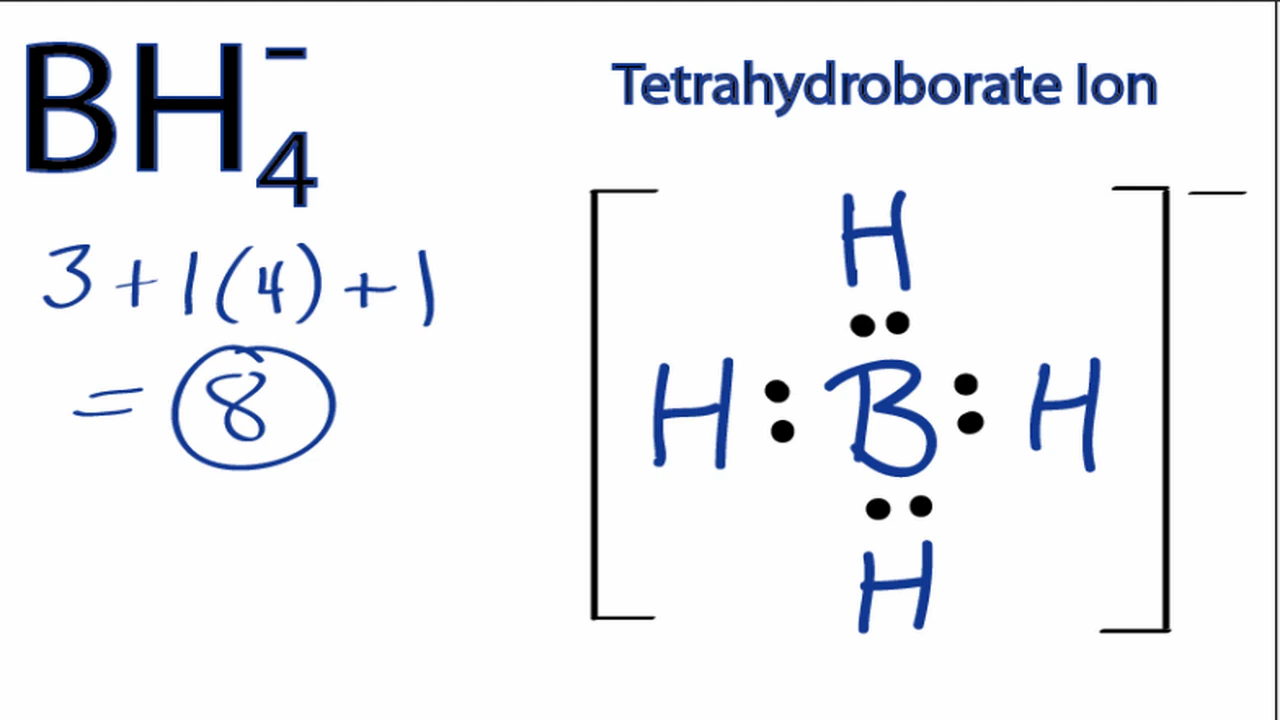 BH₄⁻
Tetrahydroborate Ion
3 + 1(4) + 1
= 8
[ ] −
H
H : B : H
H